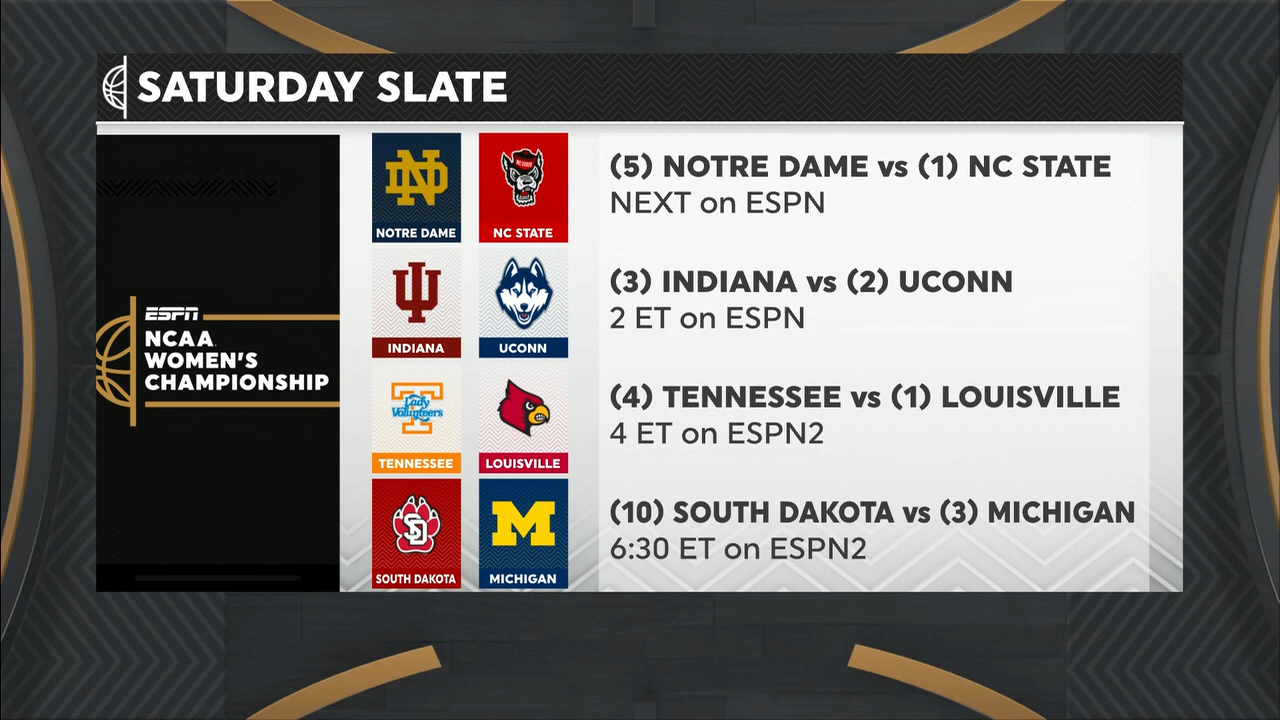 SATURDAY SLATE
ESPN
NCAA
WOMEN'S
CHAMPIONSHIP
NOTRE DAME
NC STATE
(5) NOTRE DAME vs (1) NC STATE
NEXT on ESPN
INDIANA
UCONN
(3) INDIANA vs (2) UCONN
2 ET on ESPN
Lady
Volunteers
TENNESSEE
LOUISVILLE
(4) TENNESSEE vs (1) LOUISVILLE
4 ET on ESPN2
SD
M
SOUTH DAKOTA
MICHIGAN
(10) SOUTH DAKOTA vs (3) MICHIGAN
6:30 ET on ESPN2